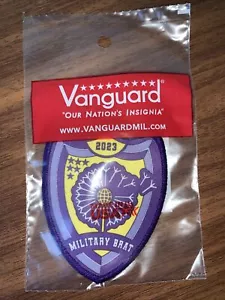 Vanguard
"OUR NATION'S INSIGNIA"
WWW.VANGUARDMIL.COM
2023
MILITARY BRAT